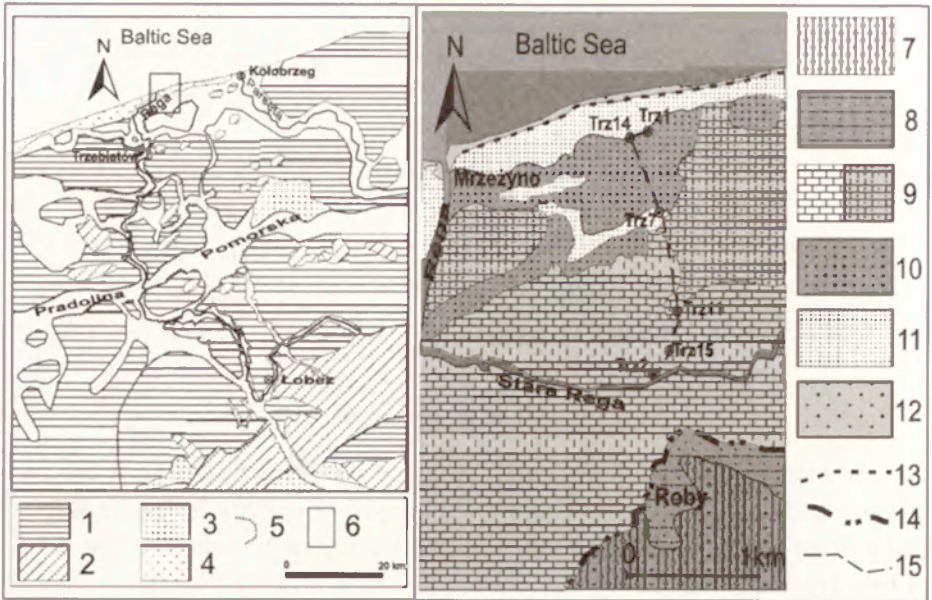 Baltic Sea
N
Kołobrzeg
Parsęta
Rega
Trzebiatów
Pomorska
Pradolina
Łobez
1
2
3
4
5
6
20 km
N
Baltic Sea
Trz1
Trz14
Mrzeżyno
Trz7
Rega
Trz11
Trz15
Stara Rega
Roby
0
1km
7
8
9
10
11
12
13
14
15